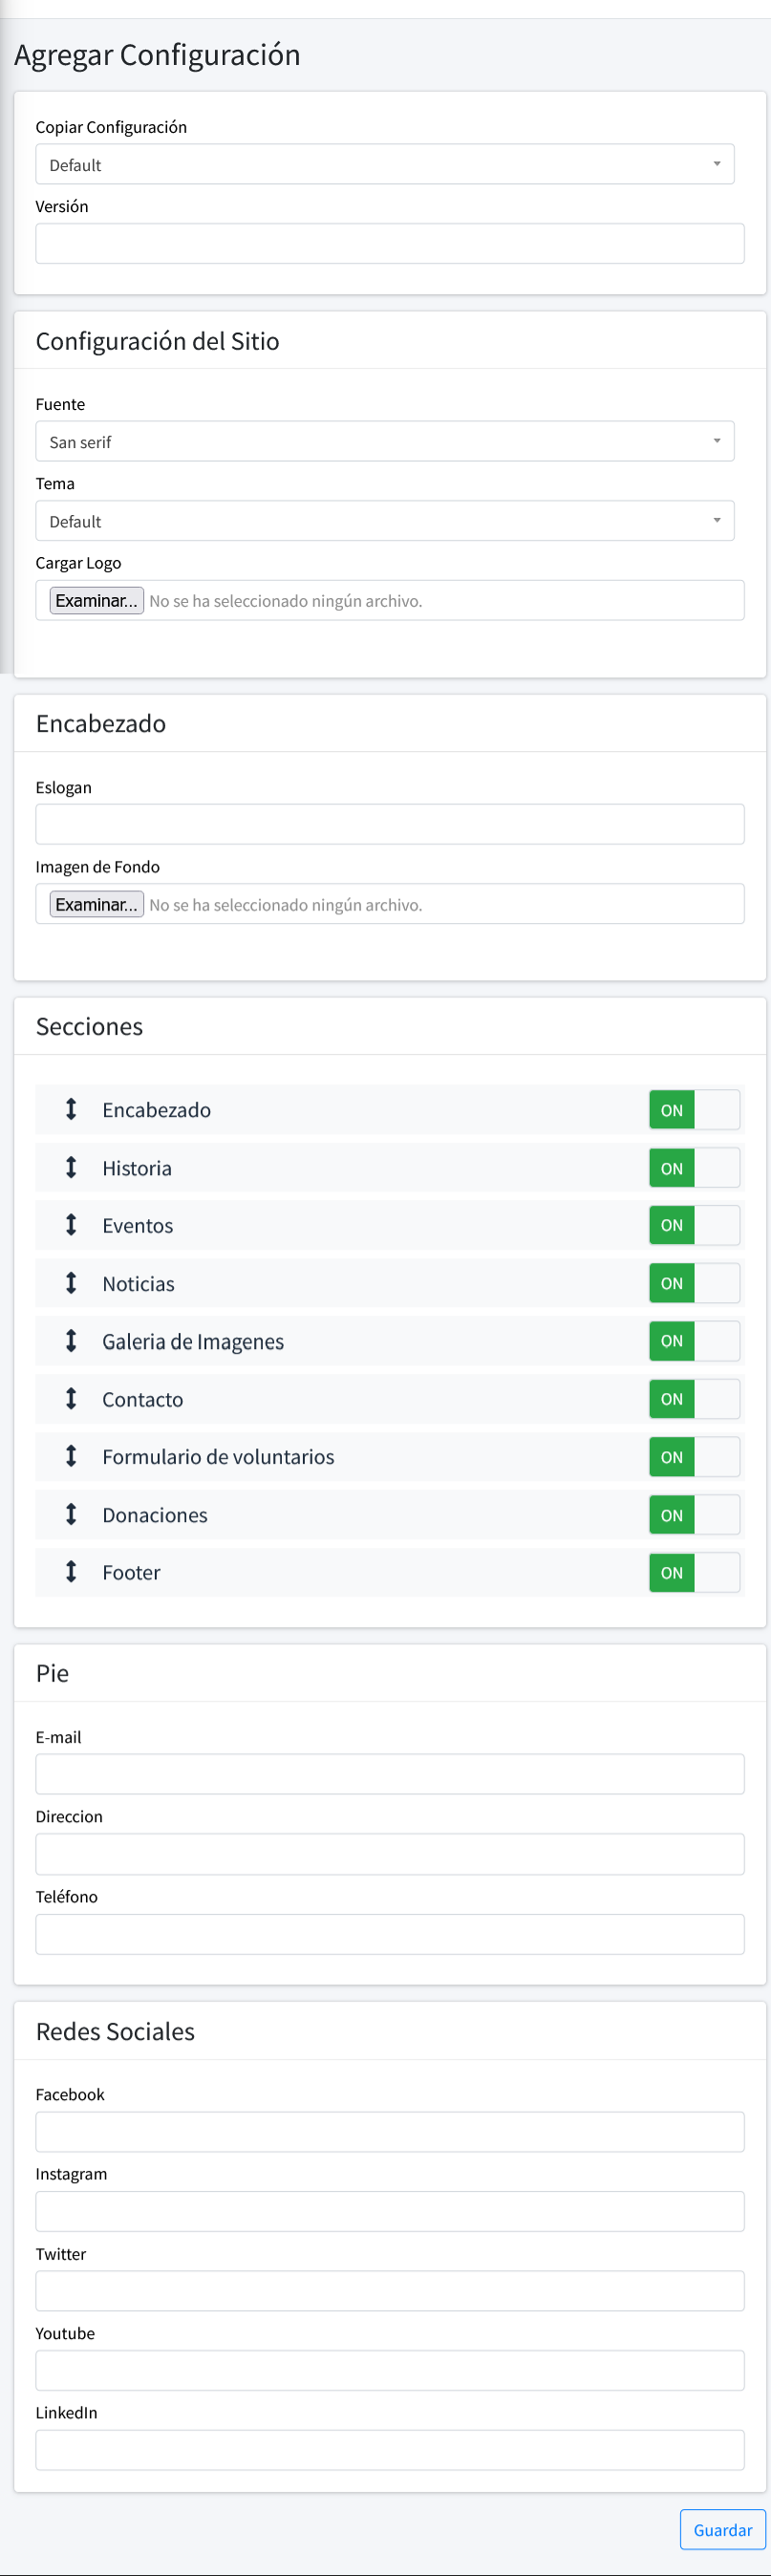 Agregar Configuración
Copiar Configuración
Default
Versión
Configuración del Sitio
Fuente
San serif
Tema
Default
Cargar Logo
Examinar... No se ha seleccionado ningún archivo.
Encabezado
Eslogan
Imagen de Fondo
Examinar... No se ha seleccionado ningún archivo.
Secciones
Encabezado ON
Historia ON
Eventos ON
Noticias ON
Galeria de Imagenes ON
Contacto ON
Formulario de voluntarios ON
Donaciones ON
Footer ON
Pie
E-mail
Direccion
Teléfono
Redes Sociales
Facebook
Instagram
Twitter
Youtube
LinkedIn
Guardar